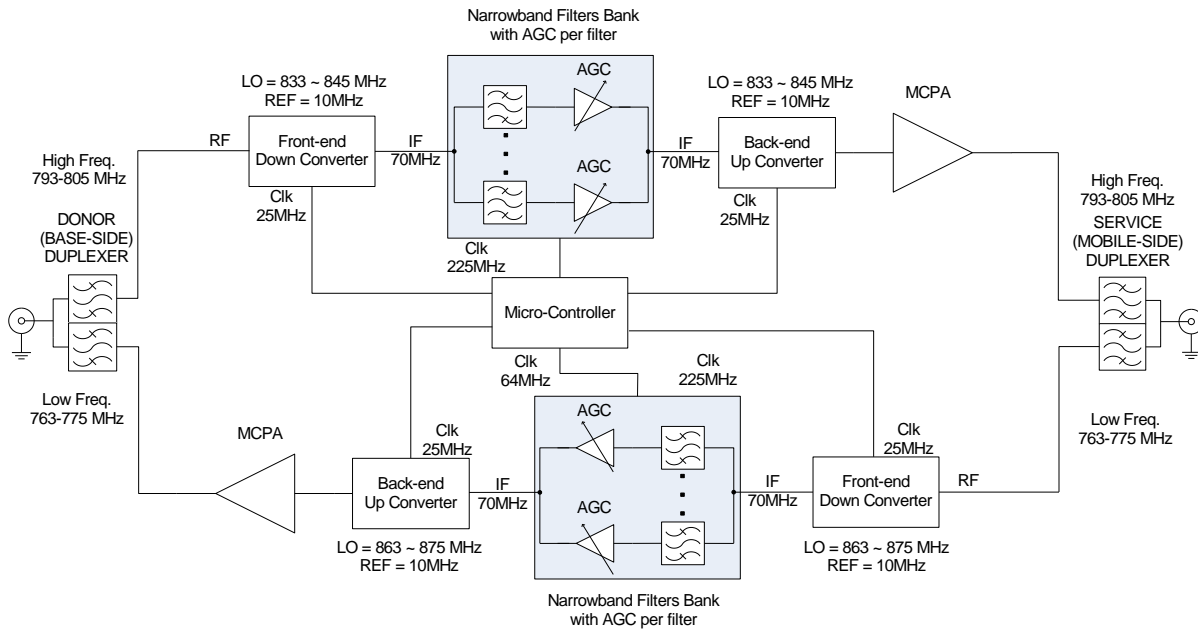 Narrowband Filters Bank
with AGC per filter
LO = 833 ~ 845 MHz
REF = 10MHz
AGC
LO = 833 ~ 845 MHz
REF = 10MHz
MCPA
RF
Front-end
Down Converter
IF
70MHz
AGC
IF
70MHz
Back-end
Up Converter
High Freq.
793-805 MHz
Clk
25MHz
Clk
25MHz
High Freq.
793-805 MHz
DONOR
(BASE-SIDE)
DUPLEXER
SERVICE
(MOBILE-SIDE)
DUPLEXER
Clk
225MHz
Micro-Controller
Clk
64MHz
Clk
225MHz
Low Freq.
763-775 MHz
Low Freq.
763-775 MHz
MCPA
Clk
25MHz
AGC
Clk
25MHz
Back-end
Up Converter
IF
70MHz
AGC
IF
70MHz
Front-end
Down Converter
RF
LO = 863 ~ 875 MHz
REF = 10MHz
LO = 863 ~ 875 MHz
REF = 10MHz
Narrowband Filters Bank
with AGC per filter